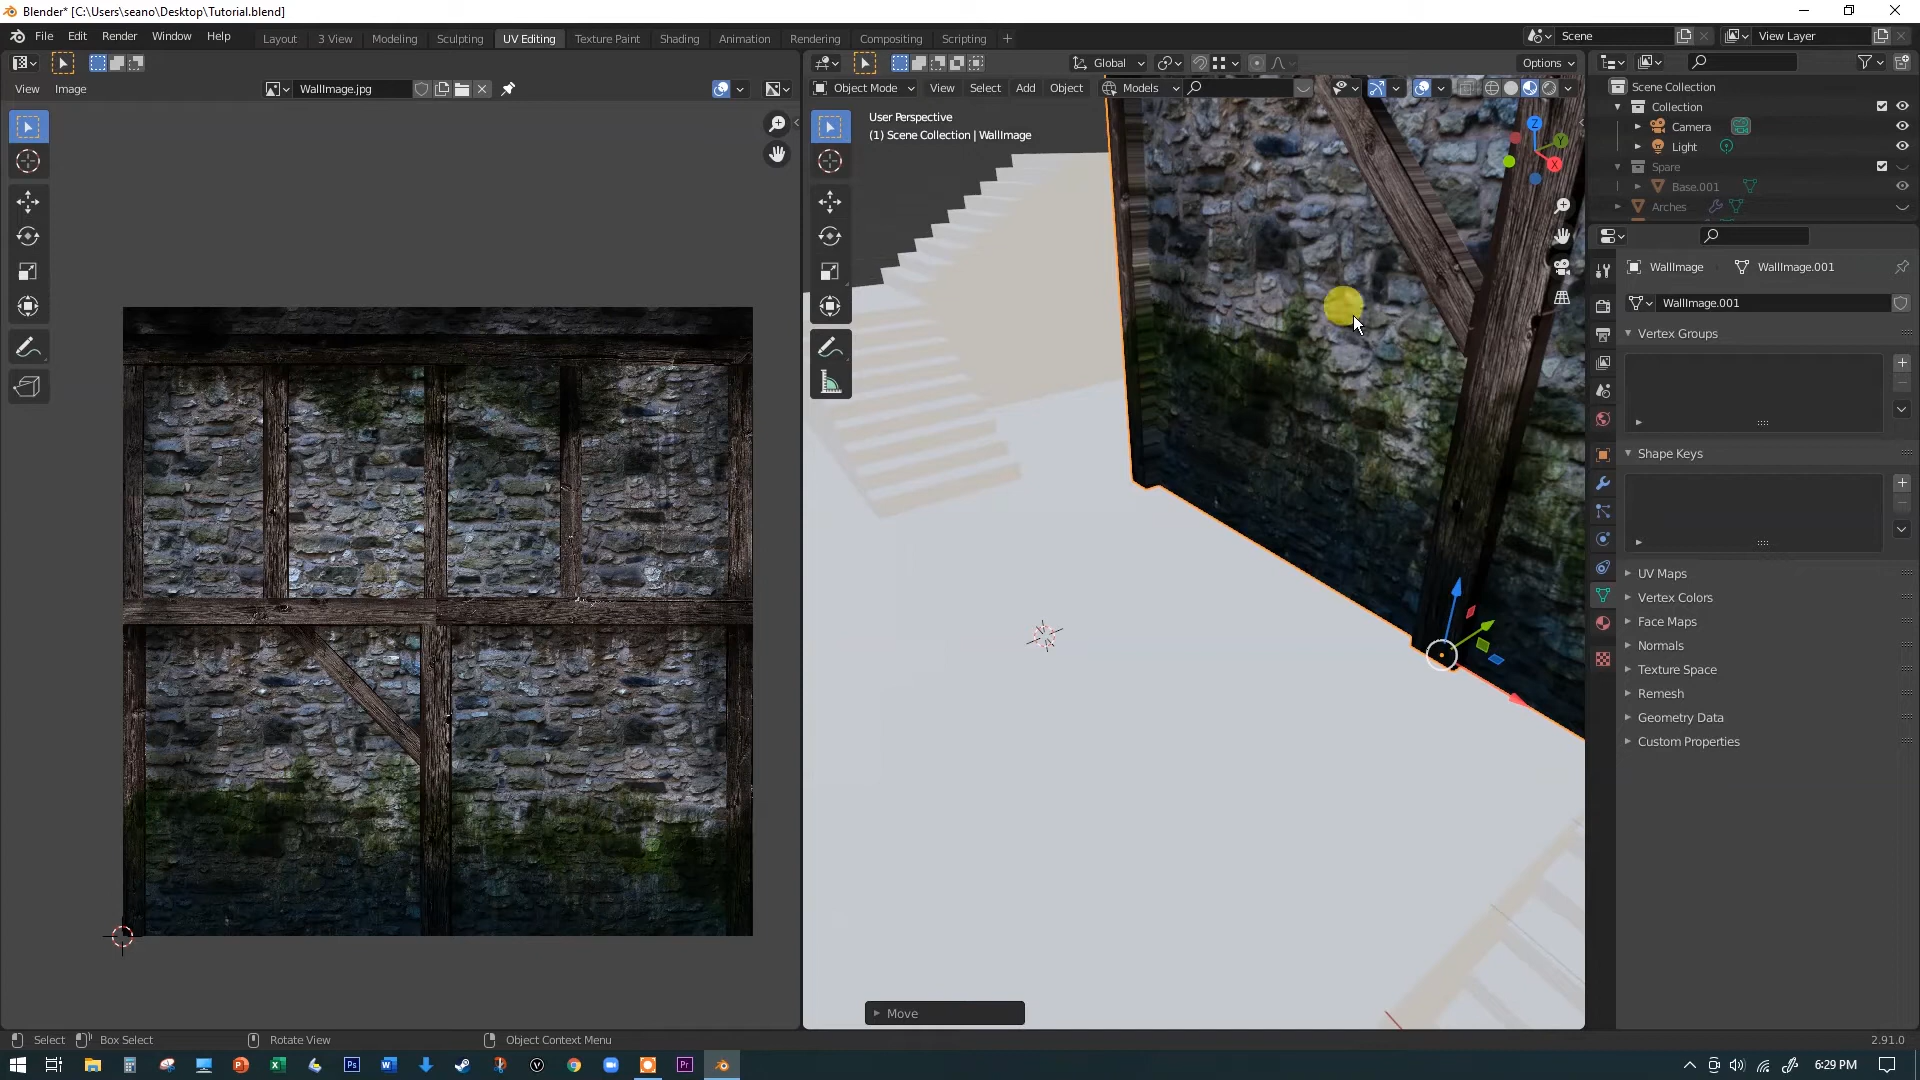 Blender* [C:\Users\seano\Desktop\Tutorial.blend]
File Edit Render Window Help
Layout 3 View Modeling Sculpting UV Editing Texture Paint Shading Animation Rendering Compositing Scripting +
Scene
View Layer
Global
Options
View Image
WallImage.jpg
Object Mode View Select Add Object
Models
User Perspective
(1) Scene Collection | WallImage
Z
Y
X
Scene Collection
Collection
Camera
Light
Spare
Base.001
Arches
WallImage
WallImage.001
WallImage.001
Vertex Groups
Shape Keys
UV Maps
Vertex Colors
Face Maps
Normals
Texture Space
Remesh
Geometry Data
Custom Properties
Move
Select
Box Select
Rotate View
Object Context Menu
2.91.0
6:29 PM